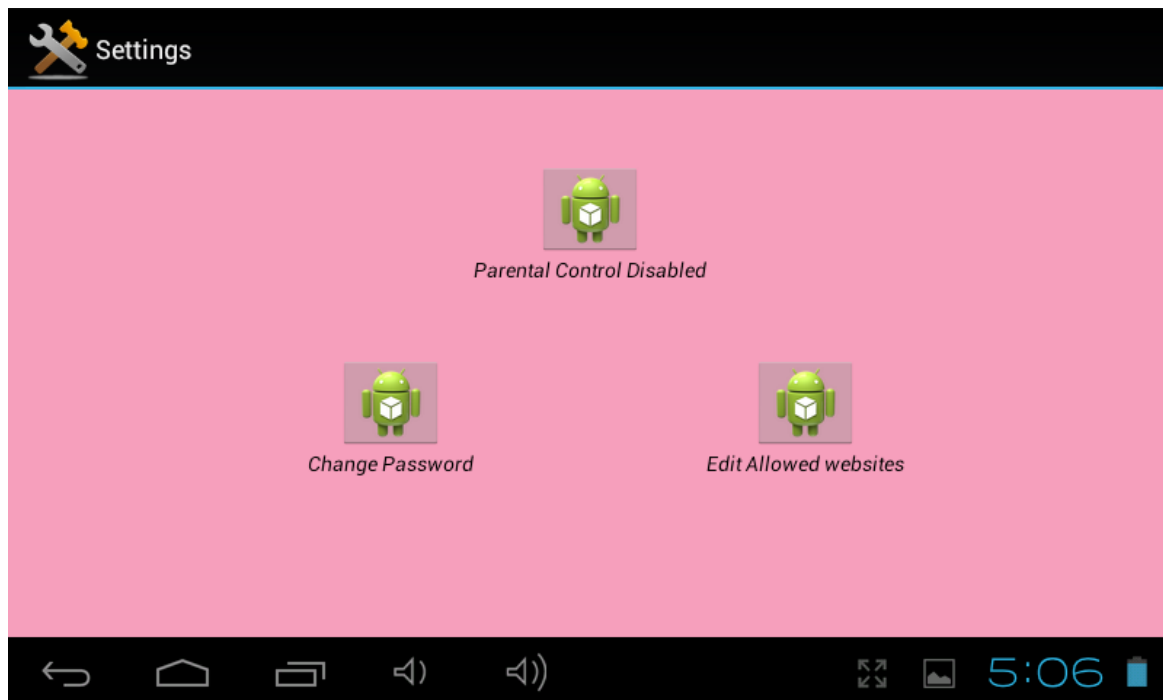 Settings
Parental Control Disabled
Change Password
Edit Allowed websites
5:06